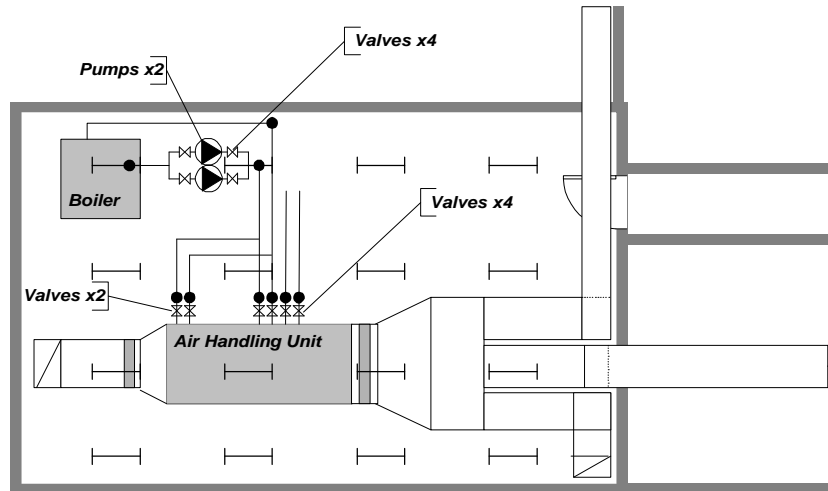 Valves x4
Pumps x2
Boiler
Valves x4
Valves x2
Air Handling Unit